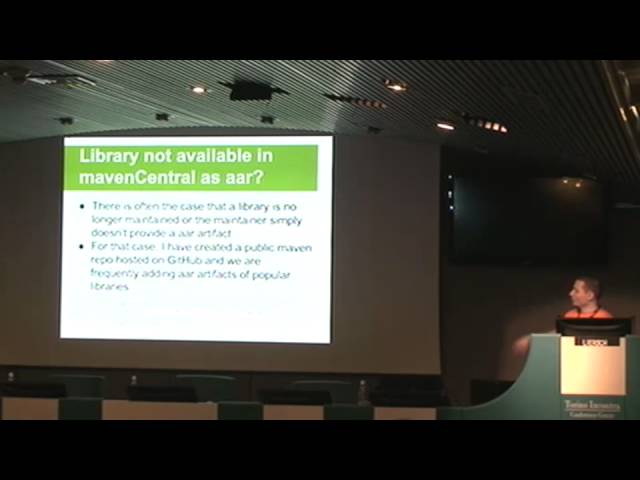 Library not available in
mavenCentral as aar?
There is often the case that a library is no
longer maintained or the maintainer simply
doesn't provide a aar artifact
For that case, I have created a public maven
repo hosted on GitHub and we are
frequently adding aar artifacts of popular
libraries
Torino Incontra
Conference Centre